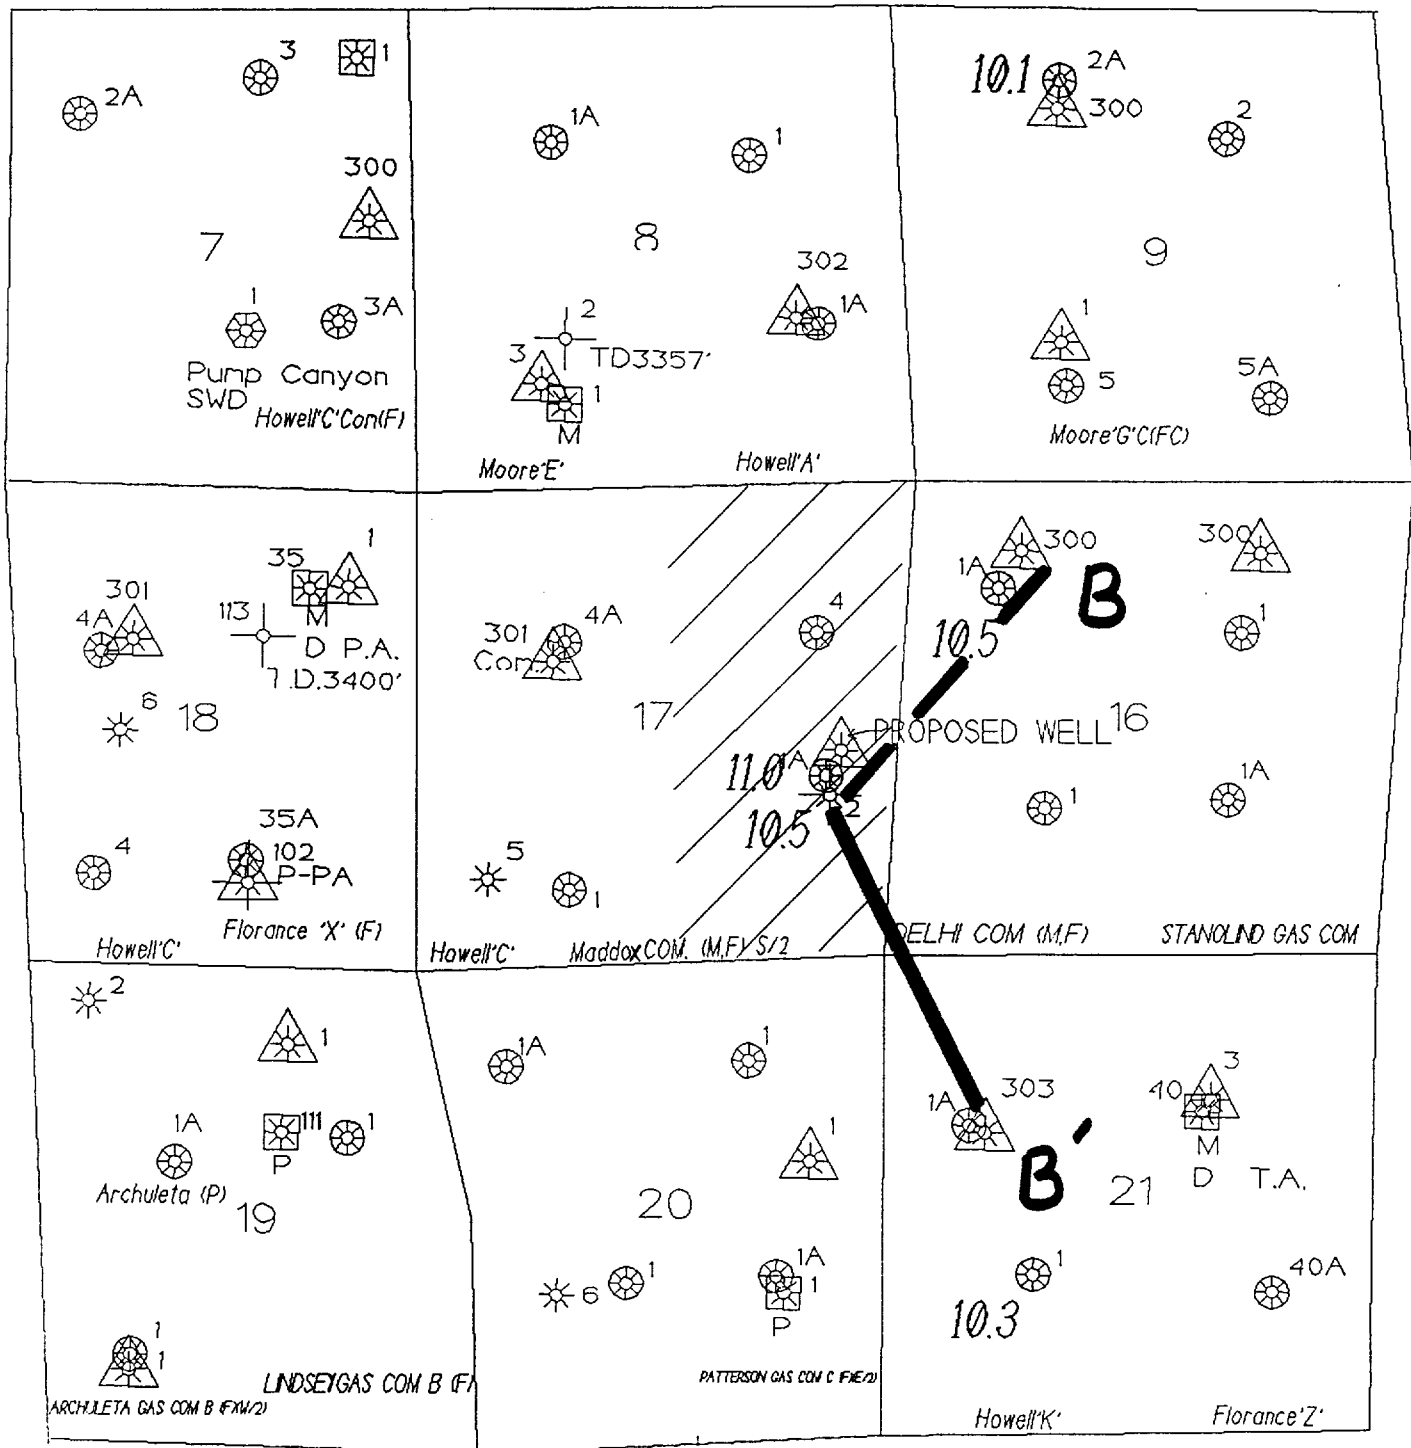 3
1
2A
300
7
1
3A
Pump Canyon
SWD
Howell'C'Com(F)
1A
1
8
302
1A
2
TD3357'
3
1
M
Moore'E'
Howell'A'
10.1
2A
300
2
9
1
5
5A
Moore'G'C(FC)
1
35
301
4A
113
M
D P.A.
T.D.3400'
6
18
35A
4
102
P-PA
Florance 'X' (F)
Howell'C'
4
4A
301
Com.
17
PROPOSED WELL
11.0
1A
2
10.5
5
1
Howell'C'
MaddoxCOM. (M,F) S/2
300
300
1A
B
10.5
1
16
1A
1
DELHI COM (M,F)
STANOLIND GAS COM
2
1
1A
111
1
P
Archuleta (P)
19
1
1
LINDSEYGAS COM B (F)
ARCHULETA GAS COM B (FXW/2)
1A
1
1
20
1A
1
6
1
P
PATTERSON GAS COM C (FXE/2)
303
1A
3
40
M
D T.A.
B'
21
1
40A
10.3
Howell'K'
Florance'Z'